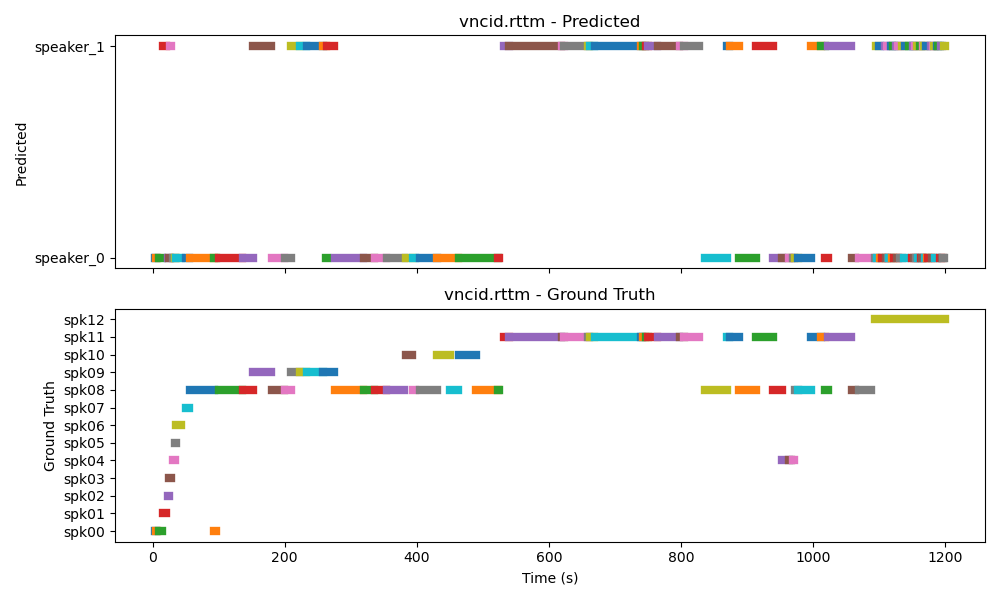 vncid.rttm - Predicted
speaker_1
Predicted
speaker_0
vncid.rttm - Ground Truth
spk12
spk11
spk10
spk09
spk08
spk07
spk06
spk05
Ground Truth
spk04
spk03
spk02
spk01
spk00
0 200 400 600 800 1000 1200
Time (s)